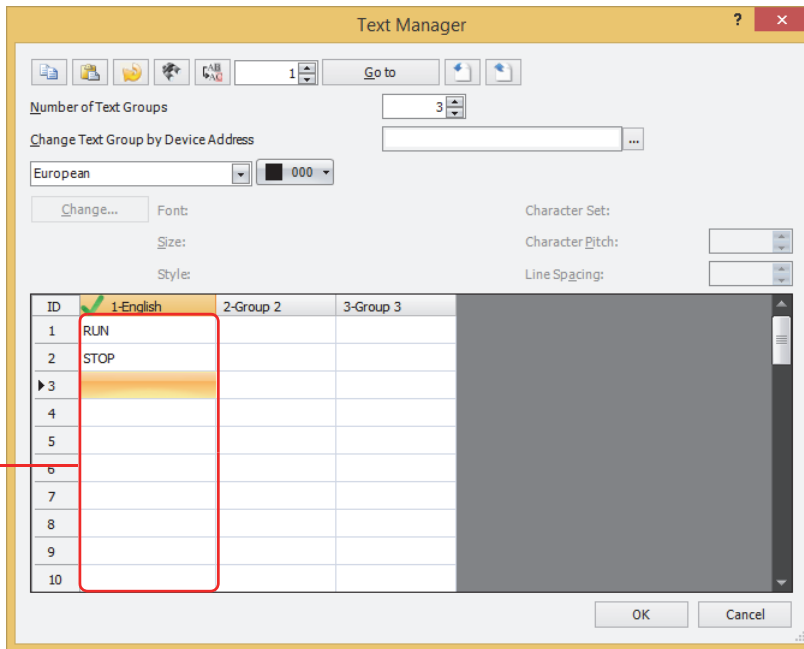 Text Manager
?
1
Go to
Number of Text Groups
3
Change Text Group by Device Address
...
European
000
Change...
Font:
Character Set:
Size:
Character Pitch:
Style:
Line Spacing:
ID 1-English 2-Group 2 3-Group 3
1 RUN
2 STOP
3
4
5
6
7
8
9
10
OK Cancel